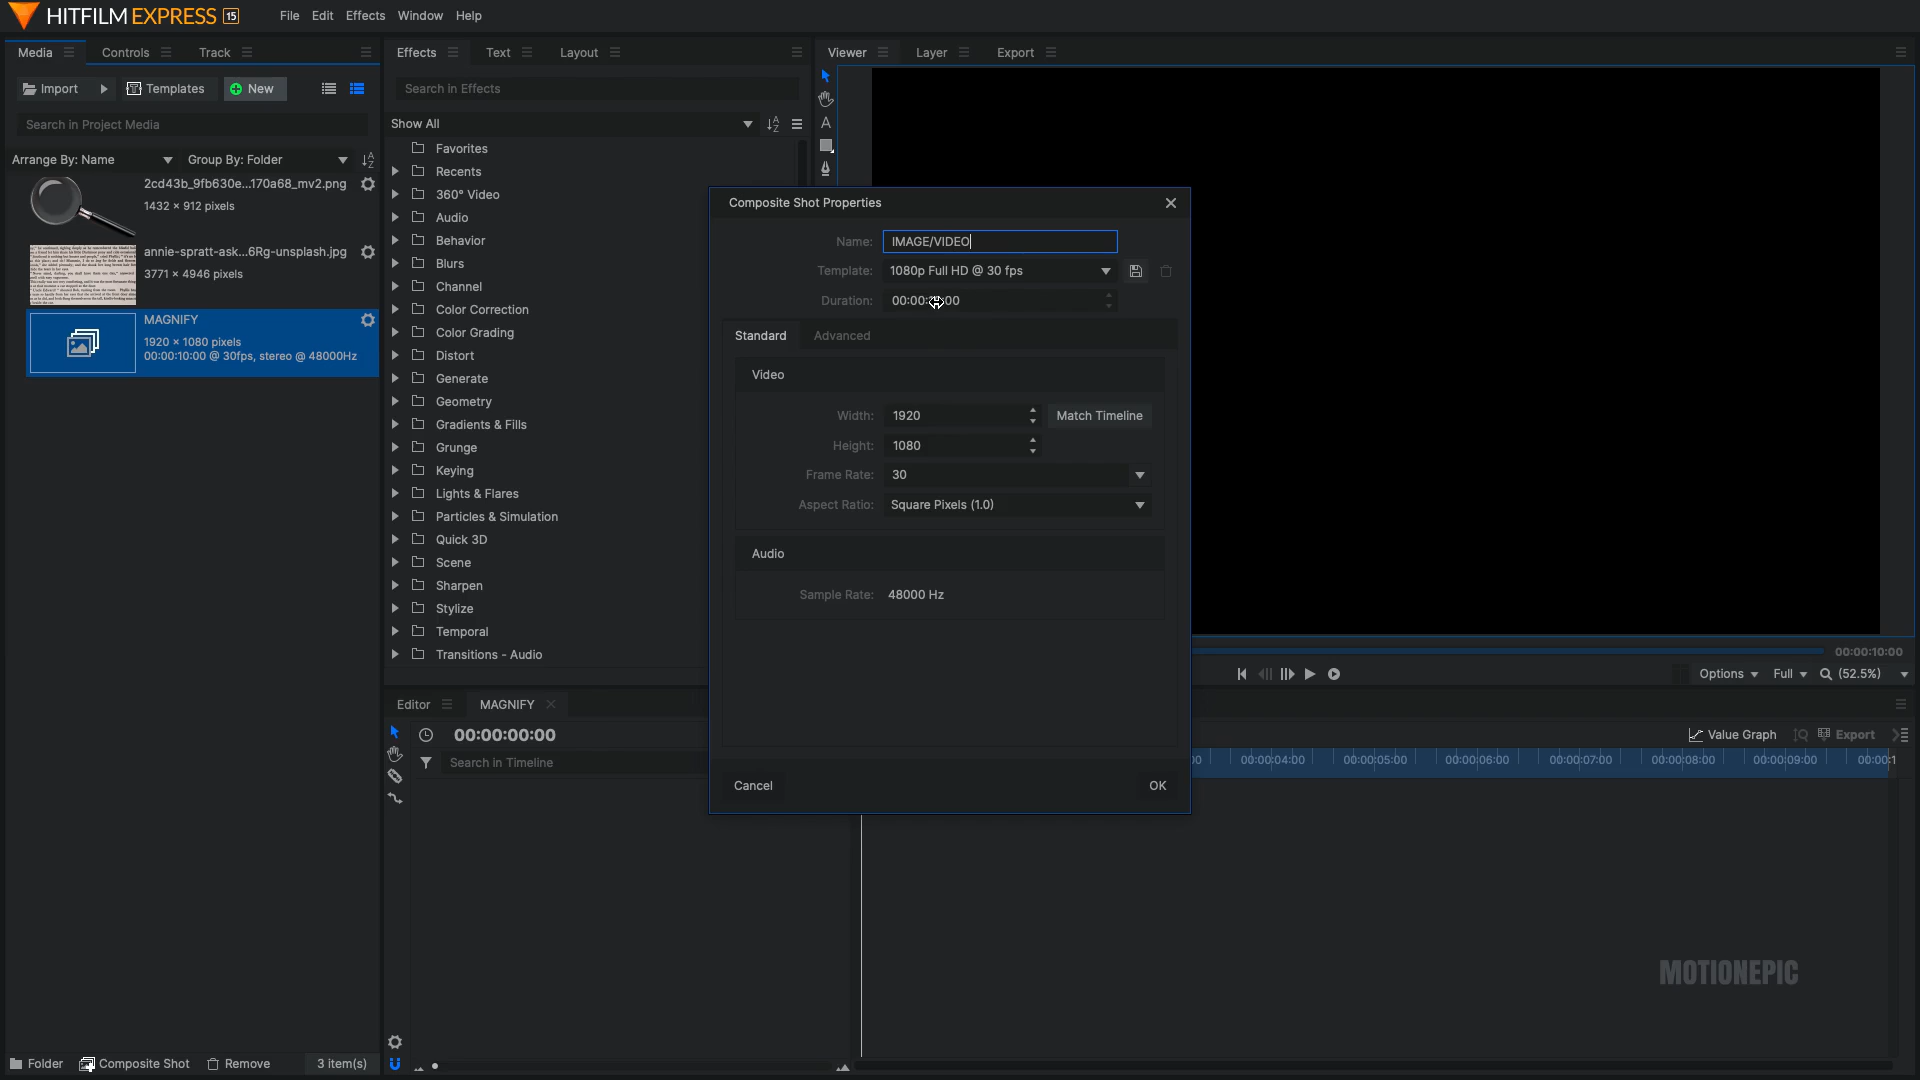 HITFILM EXPRESS 15
File Edit Effects Window Help
Media Controls Track
Effects Text Layout
Viewer Layer Export
Import Templates New
Search in Effects
Search in Project Media
Show All
Arrange By: Name Group By: Folder
2cd43b_9fb630e...170a68_mv2.png
1432 × 912 pixels
annie-spratt-ask...6Rg-unsplash.jpg
3771 × 4946 pixels
MAGNIFY
1920 × 1080 pixels
00:00:10:00 @ 30fps, stereo @ 48000Hz
Favorites
Recents
360° Video
Audio
Behavior
Blurs
Channel
Color Correction
Color Grading
Distort
Generate
Geometry
Gradients & Fills
Grunge
Keying
Lights & Flares
Particles & Simulation
Quick 3D
Scene
Sharpen
Stylize
Temporal
Transitions - Audio
Composite Shot Properties
Name: IMAGE/VIDEO
Template: 1080p Full HD @ 30 fps
Duration:
Standard Advanced
Video
Width: 1920 Match Timeline
Height: 1080
Frame Rate: 30
Aspect Ratio: Square Pixels (1.0)
Audio
Sample Rate: 48000 Hz
Cancel OK
00:00:10:00
Options Full (52.5%)
Editor MAGNIFY
00:00:00:00
Value Graph Export
Search in Timeline
00:00:04:00 00:00:05:00 00:00:06:00 00:00:07:00 00:00:08:00 00:00:09:00
MOTIONEPIC
Folder Composite Shot Remove 3 item(s)